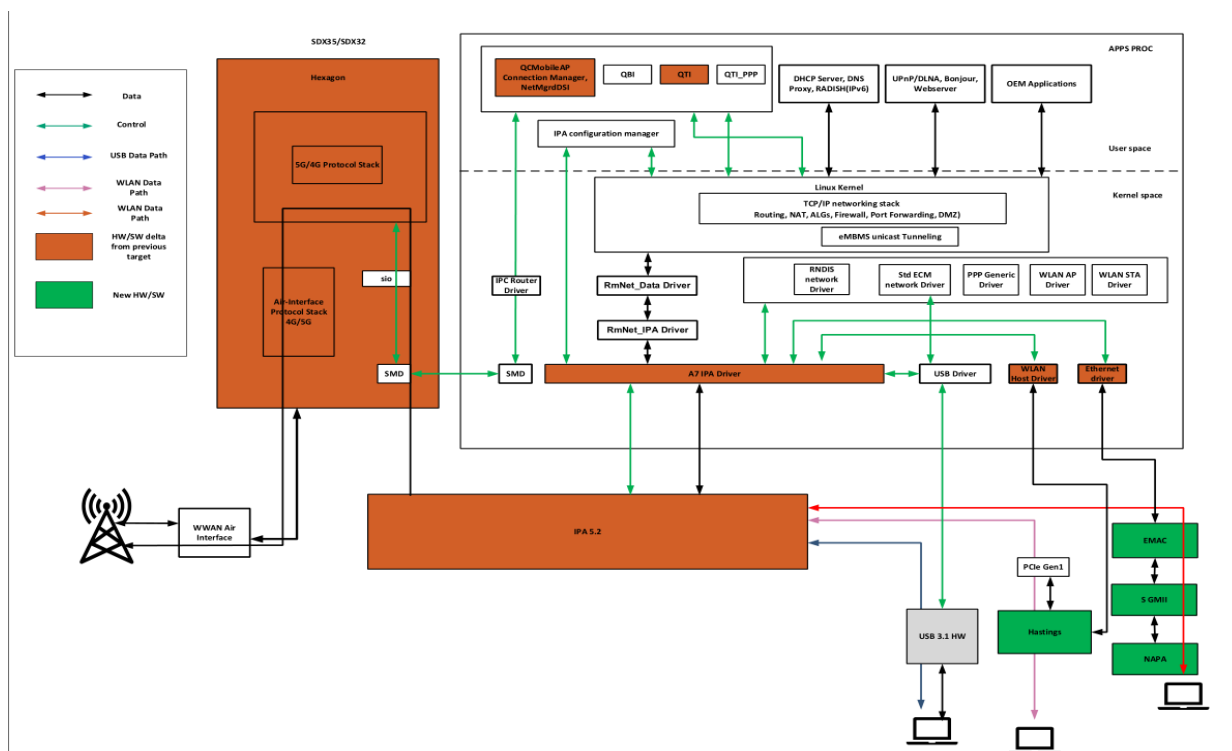 SDX35/SDX32
APPS PROC
Data
Control
USB Data Path
WLAN Data
Path
WLAN Data
Path
HW/SW delta
from previous
target
New HW/SW
Hexagon
5G/4G Protocol Stack
sio
Air-Interface
Protocol Stack
4G/5G
SMD
QCMobileAP
Connection Manager,
NetMgrdDSI
QBI
QTI
QTI_PPP
DHCP Server, DNS
Proxy, RADISH(IPv6)
UPnP/DLNA, Bonjour,
Webserver
OEM Applications
IPA configuration manager
User space
Kernel space
Linux Kernel
TCP/IP networking stack
Routing, NAT, ALGs, Firewall, Port Forwarding, DMZ)
eMBMS unicast Tunneling
IPC Router
Driver
RmNet_Data Driver
RmNet_IPA Driver
RNDIS
network
Driver
Std ECM
network Driver
PPP Generic
Driver
WLAN AP
Driver
WLAN STA
Driver
SMD
A7 IPA Driver
USB Driver
WLAN
Host Driver
Ethernet
driver
WWAN Air
Interface
IPA 5.2
PCIe Gen1
USB 3.1 HW
Hastings
EMAC
S GMII
NAPA